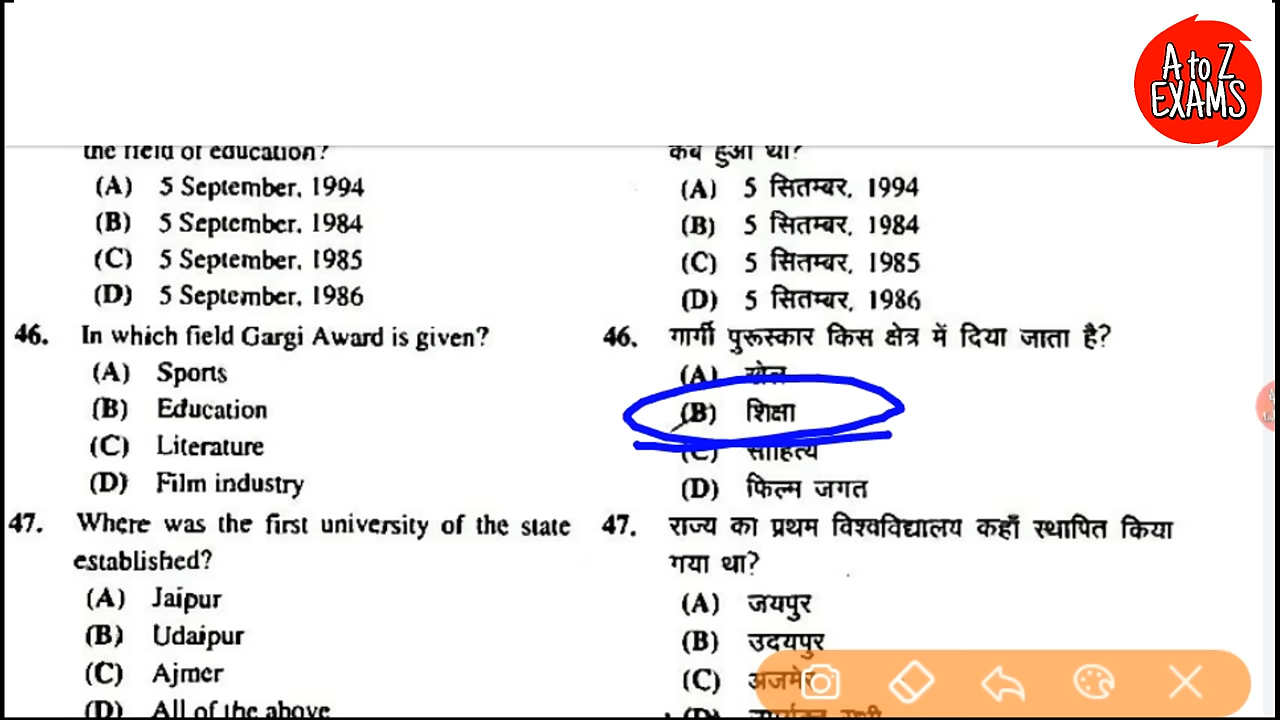 A to Z
EXAMS
the field of education?
(A) 5 September, 1994
(B) 5 September, 1984
(C) 5 September, 1985
(D) 5 September, 1986
46. In which field Gargi Award is given?
(A) Sports
(B) Education
(C) Literature
(D) Film industry
47. Where was the first university of the state
established?
(A) Jaipur
(B) Udaipur
(C) Ajmer
(D) All of the above
कब हुआ था?
(A) 5 सितम्बर, 1994
(B) 5 सितम्बर, 1984
(C) 5 सितम्बर, 1985
(D) 5 सितम्बर, 1986
46. गार्गी पुरूस्कार किस क्षेत्र में दिया जाता है?
(A) खेल
(B) शिक्षा
(C) साहित्य
(D) फिल्म जगत
47. राज्य का प्रथम विश्वविद्यालय कहाँ स्थापित किया
गया था?
(A) जयपुर
(B) उदयपुर
(C) अजमेर
(D) उपर्युक्त सभी